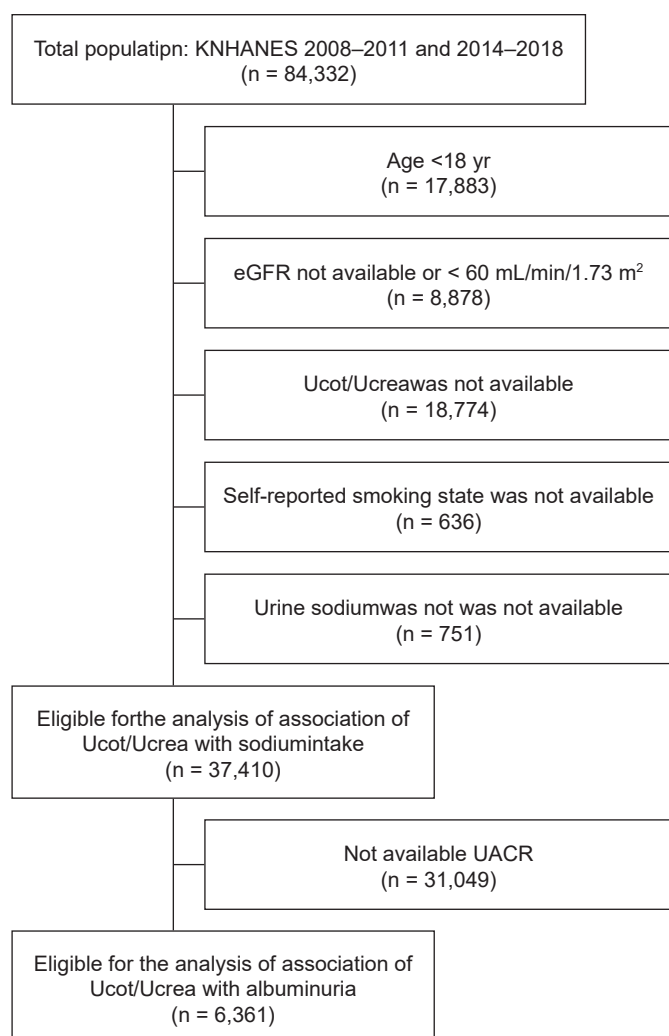 Total populatipn: KNHANES 2008–2011 and 2014–2018
(n = 84,332)
Age <18 yr
(n = 17,883)
eGFR not available or < 60 mL/min/1.73 m²
(n = 8,878)
Ucot/Ucreawas not available
(n = 18,774)
Self-reported smoking state was not available
(n = 636)
Urine sodiumwas not was not available
(n = 751)
Eligible forthe analysis of association of
Ucot/Ucrea with sodiumintake
(n = 37,410)
Not available UACR
(n = 31,049)
Eligible for the analysis of association of
Ucot/Ucrea with albuminuria
(n = 6,361)